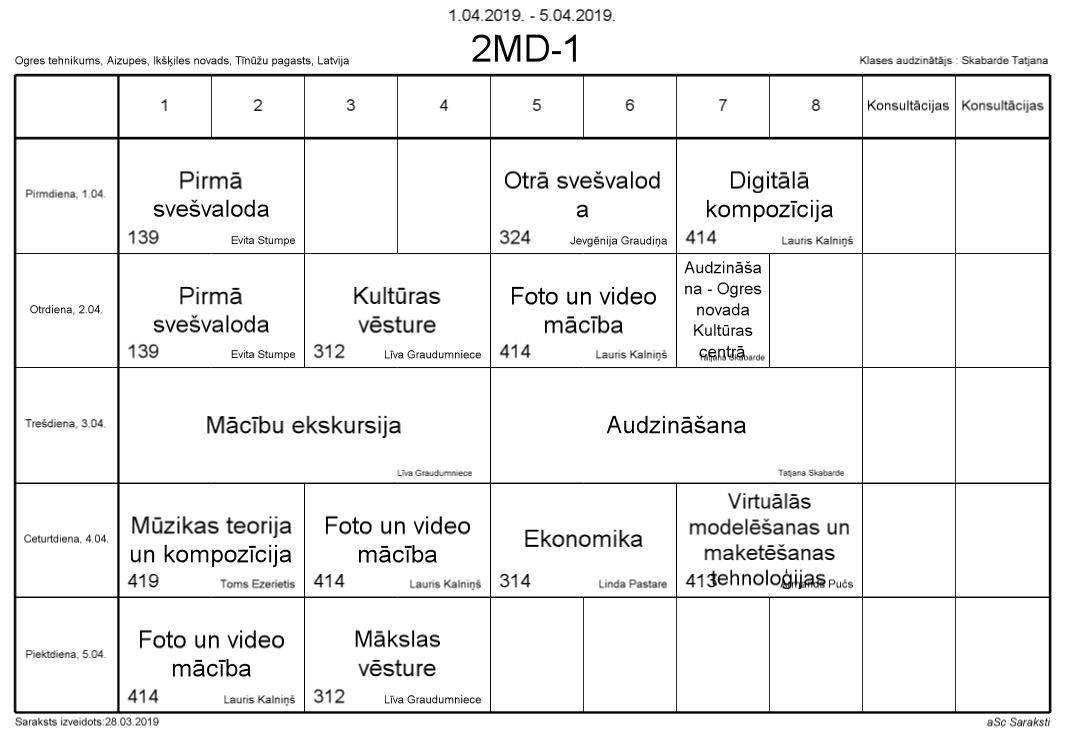 1.04.2019. - 5.04.2019.
2MD-1
Ogres tehnikums, Aizupes, Ikšķiles novads, Tīnūžu pagasts, Latvija
Klases audzinātājs : Skabarde Tatjana
1 2 3 4 5 6 7 8 Konsultācijas Konsultācijas
Pirmdiena, 1.04.
Pirmā
svešvaloda
139 Evita Stumpe
Otrā svešvalod
a
324 Jevgēnija Graudiņa
Digitālā
kompozīcija
414 Lauris Kalniņš
Otrdiena, 2.04.
Pirmā
svešvaloda
139 Evita Stumpe
Kultūras
vēsture
312 Līva Graudumniece
Foto un video
mācība
414 Lauris Kalniņš
Audzināša
na - Ogres
novada
Kultūras
centrā
Tatjana Skabarde
Trešdiena, 3.04.
Mācību ekskursija
Līva Graudumniece
Audzināšana
Tatjana Skabarde
Ceturtdiena, 4.04.
Mūzikas teorija
un kompozīcija
419 Toms Ezerietis
Foto un video
mācība
414 Lauris Kalniņš
Ekonomika
314 Linda Pastare
Virtuālās
modelēšanas un
maketēšanas
tehnoloģijas
413 Pučs
Piektdiena, 5.04.
Foto un video
mācība
414 Lauris Kalniņš
Mākslas
vēsture
312 Līva Graudumniece
Saraksts izveidots:28.03.2019
aSc Saraksti